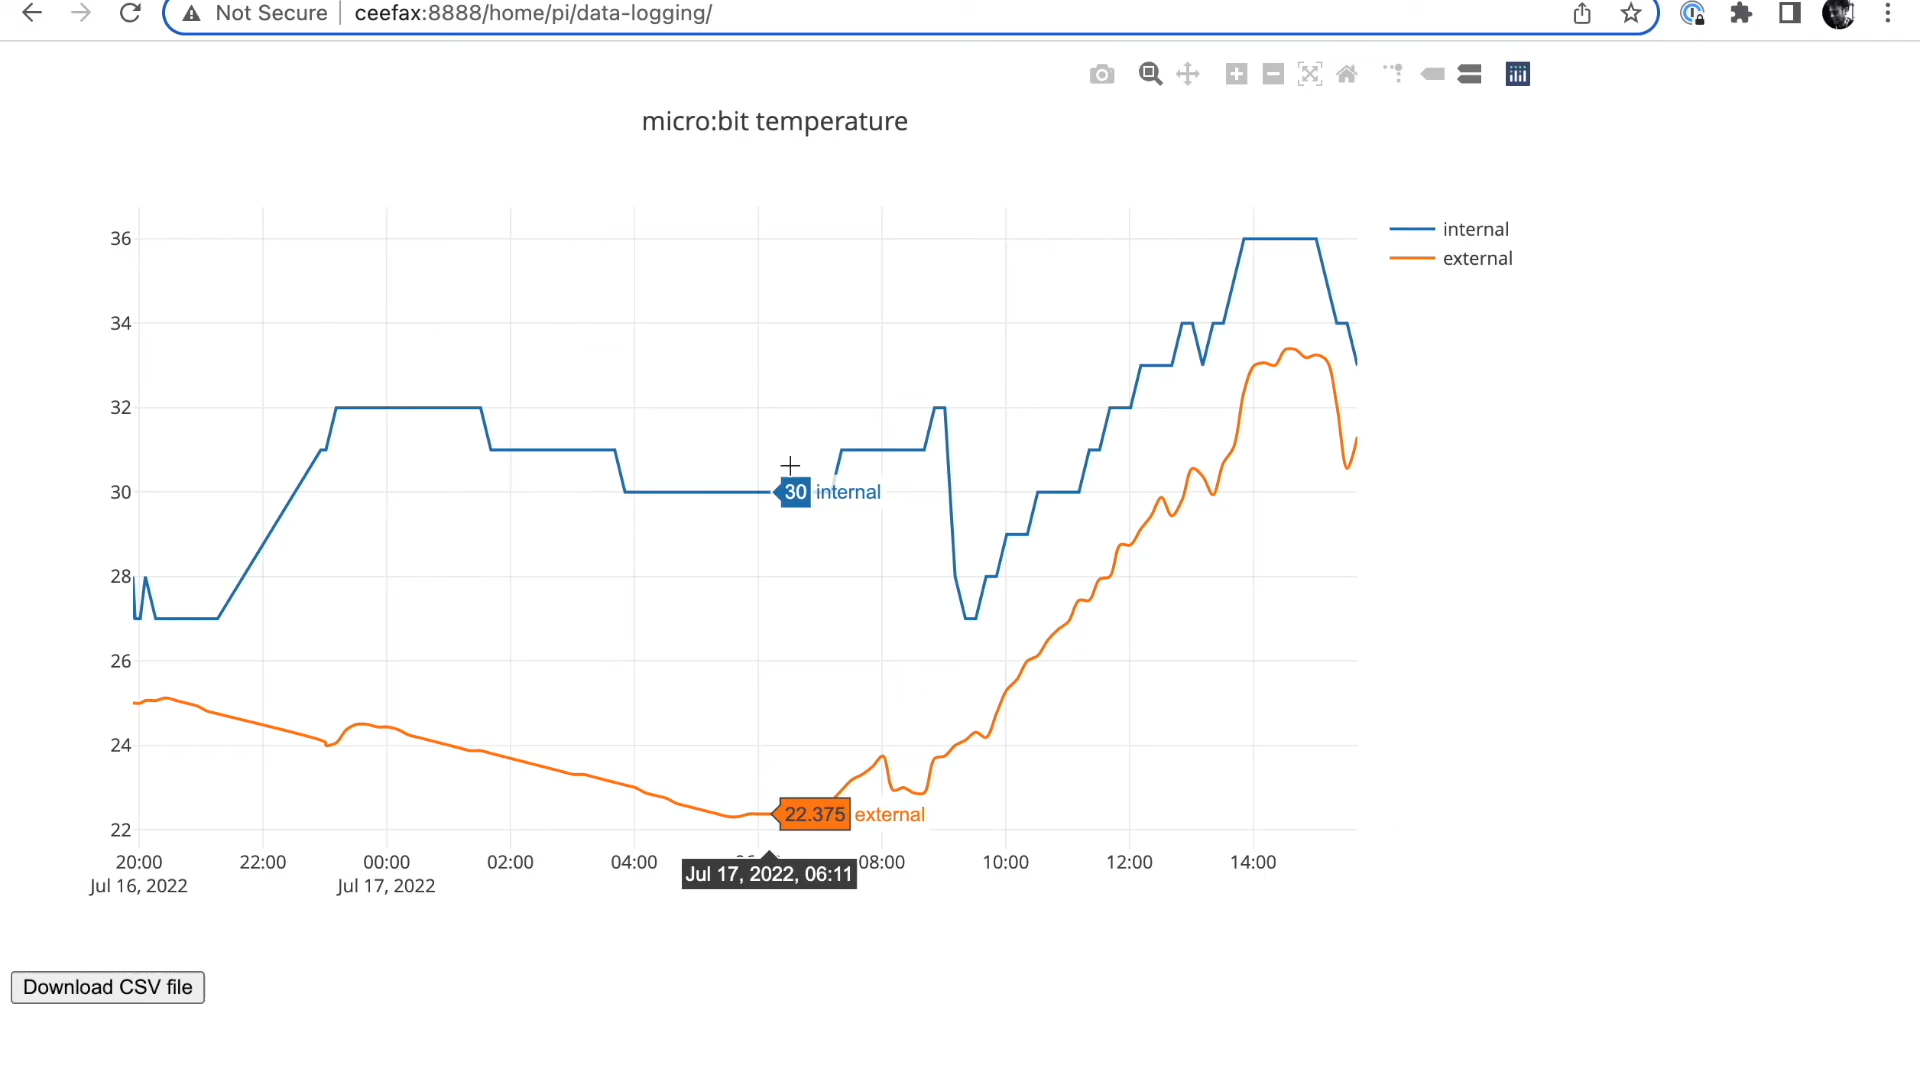 Not Secure
ceefax:8888/home/pi/data-logging/
micro:bit temperature
internal
external
36
34
32
30
28
26
24
22
30 internal
22.375 external
20:00 22:00 00:00 02:00 04:00 08:00 10:00 12:00 14:00
Jul 16, 2022 Jul 17, 2022
Jul 17, 2022, 06:11
Download CSV file